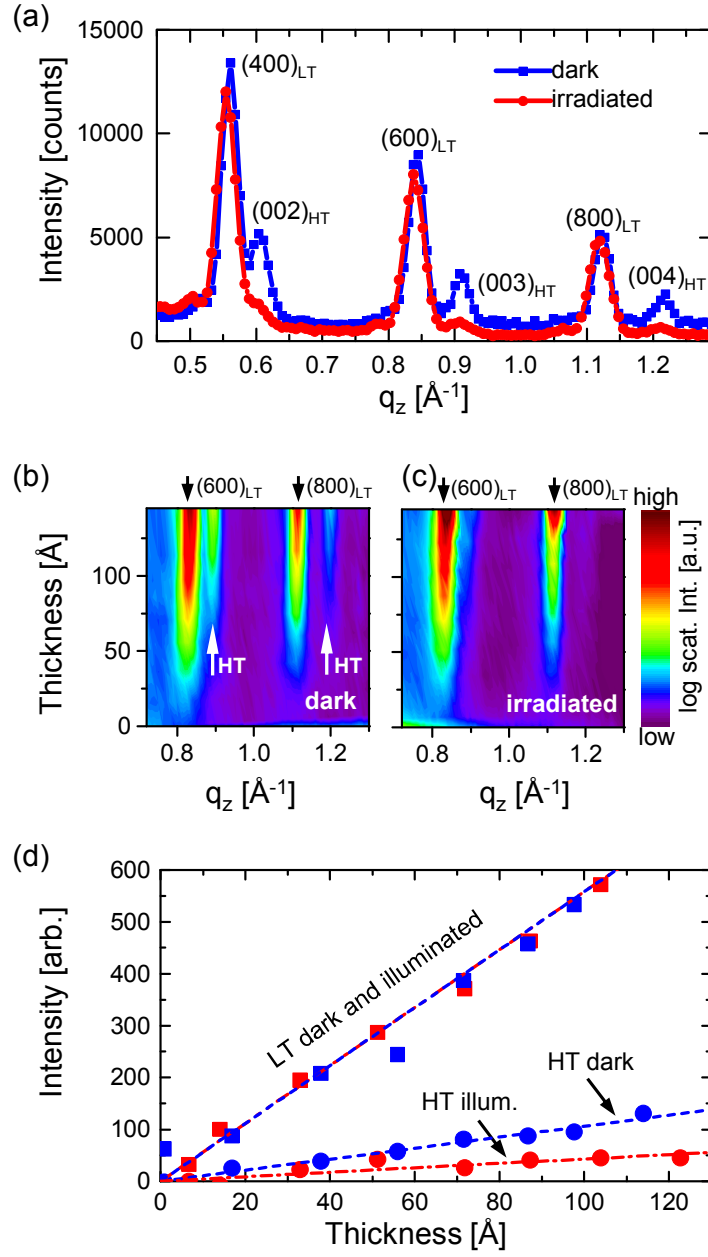 (a)
15000
10000
5000
0
Intensity [counts]
(400)LT
(002)HT
(600)LT
(003)HT
(800)LT
(004)HT
dark
irradiated
0.5 0.6 0.7 0.8 0.9 1.0 1.1 1.2
qz [Å-1]
(b)
(600)LT (800)LT
Thickness [Å]
100
50
0
HT HT
dark
0.8 1.0 1.2
qz [Å-1]
(c)
(600)LT (800)LT
irradiated
0.8 1.0 1.2
qz [Å-1]
high
log scat. Int. [a.u.]
low
(d)
600
500
400
300
200
100
0
Intensity [arb.]
LT dark and illuminated
HT dark
HT illum.
0 20 40 60 80 100 120
Thickness [Å]